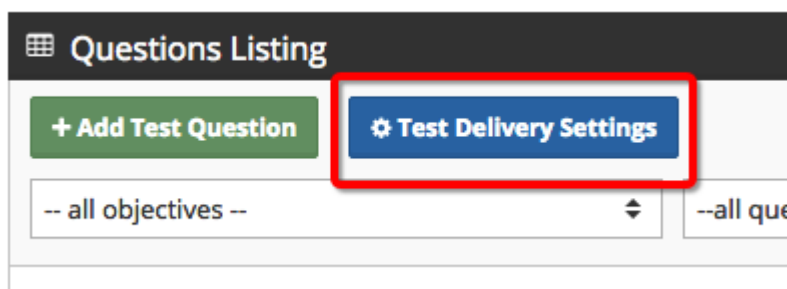 Questions Listing
+ Add Test Question
Test Delivery Settings
-- all objectives --
--all que